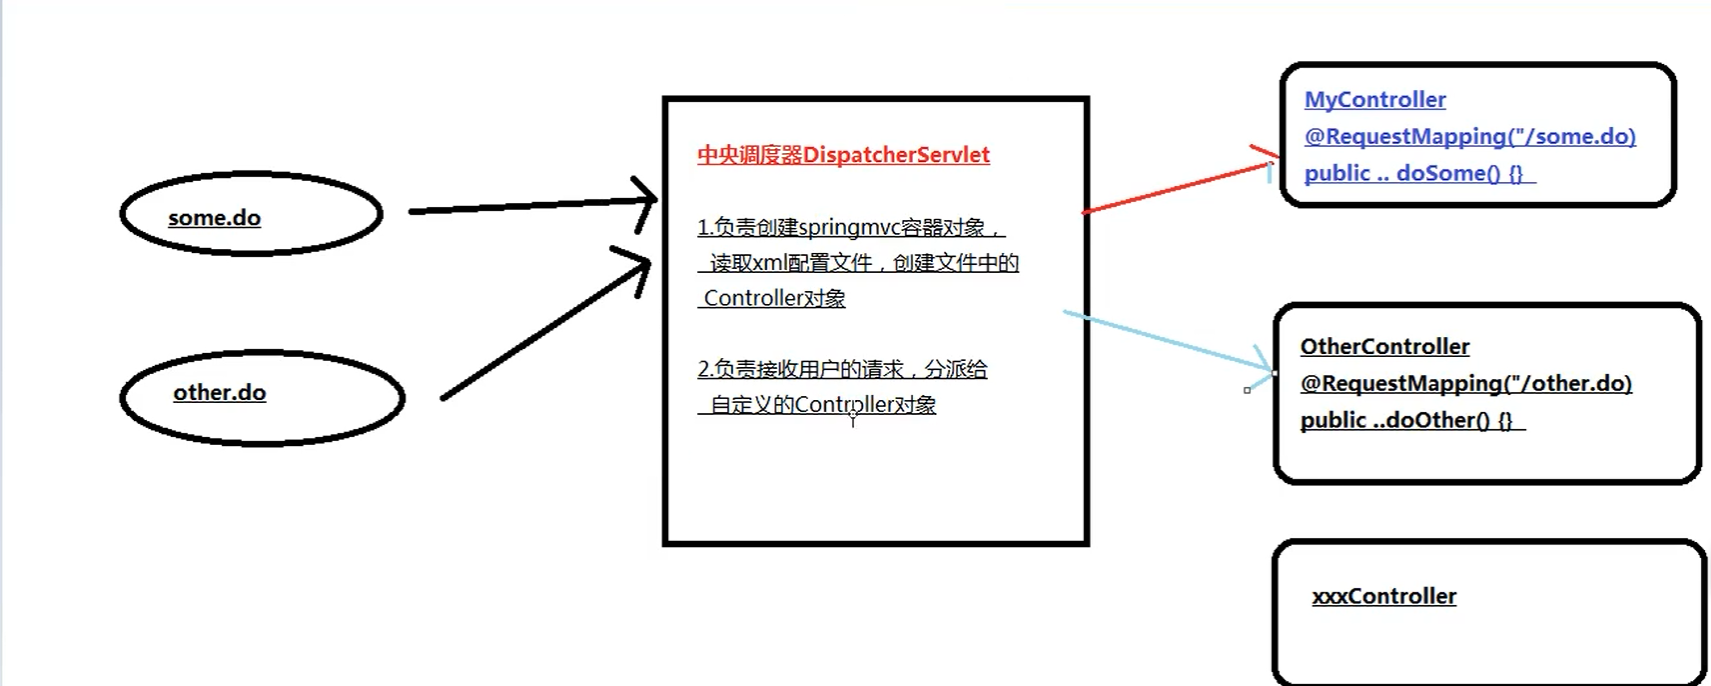 some.do
other.do
中央调度器DispatcherServlet
1.负责创建springmvc容器对象，
读取xml配置文件，创建文件中的
Controller对象
2.负责接收用户的请求，分派给
自定义的Controller对象
MyController
@RequestMapping("/some.do)
public .. doSome() {}
OtherController
@RequestMapping("/other.do)
public ..doOther() {}
xxxController